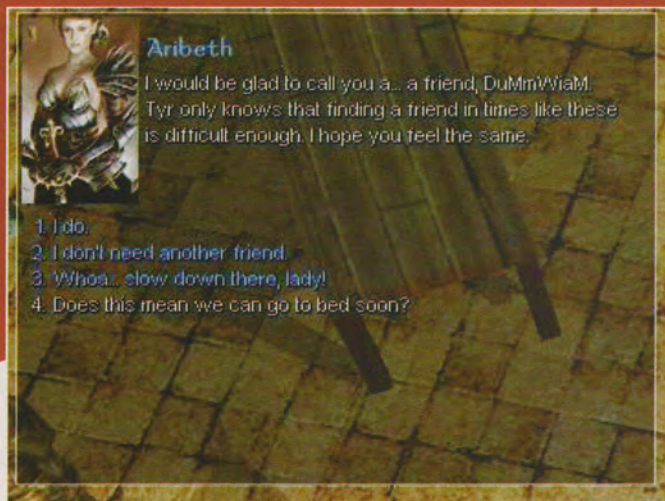 Aribeth
I would be glad to call you a... a friend, DuMmWiaM.
Tyr only knows that finding a friend in times like these
is difficult enough. I hope you feel the same.
1. I do.
2. I don't need another friend.
3. Whoa... slow down there, lady!
4. Does this mean we can go to bed soon?